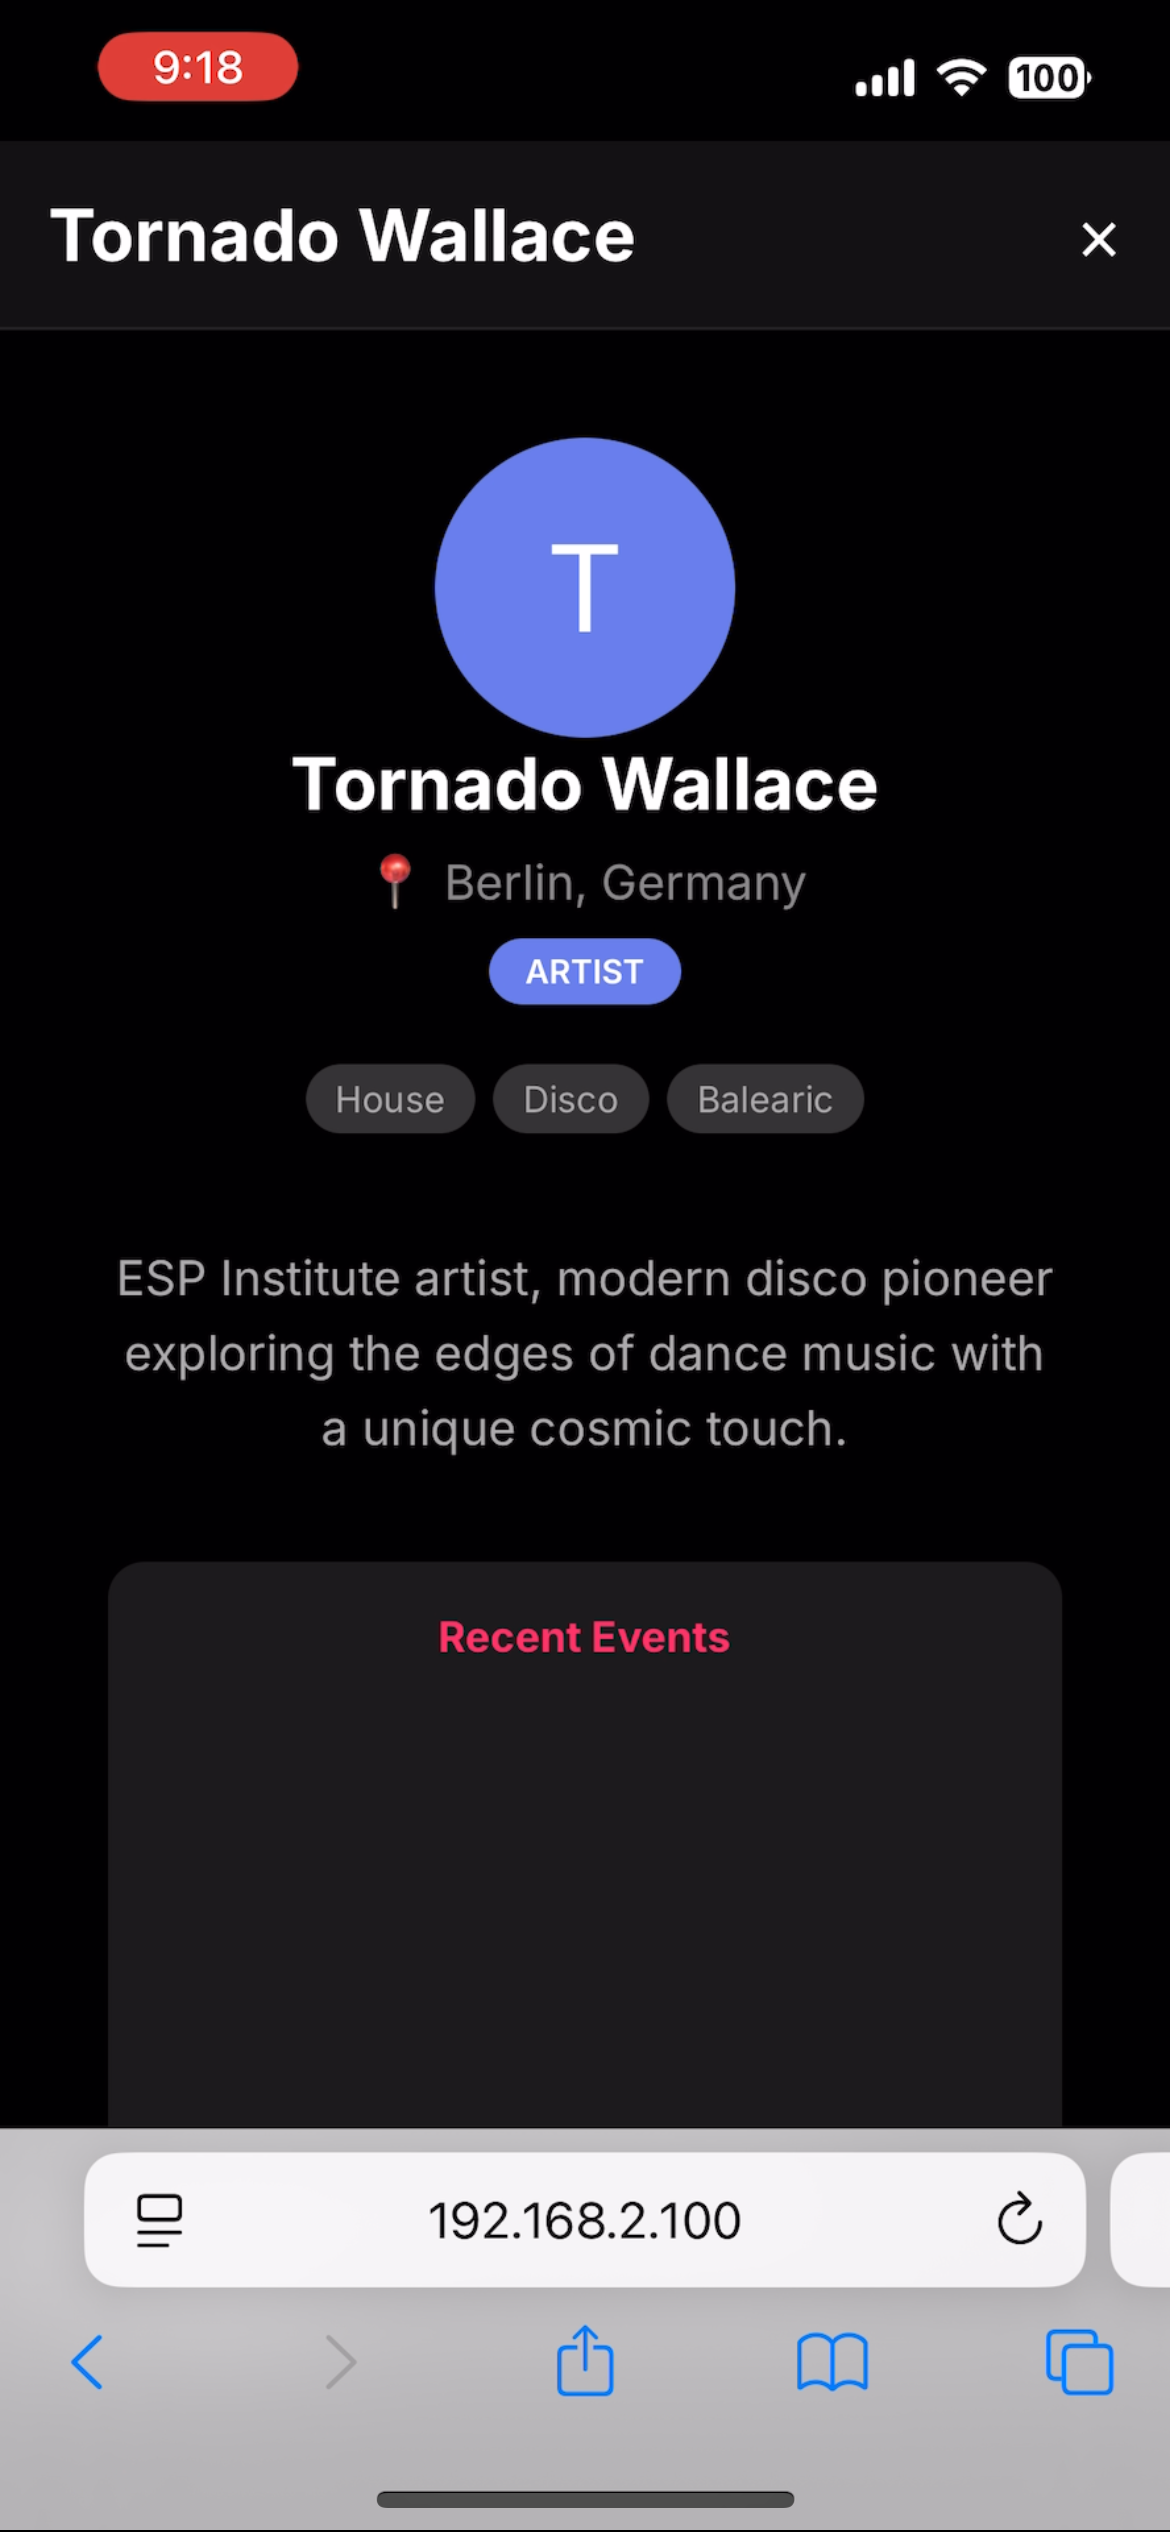 9:18
100
Tornado Wallace
×
T
Tornado Wallace
📍 Berlin, Germany
ARTIST
House Disco Balearic
ESP Institute artist, modern disco pioneer
exploring the edges of dance music with
a unique cosmic touch.
Recent Events
192.168.2.100